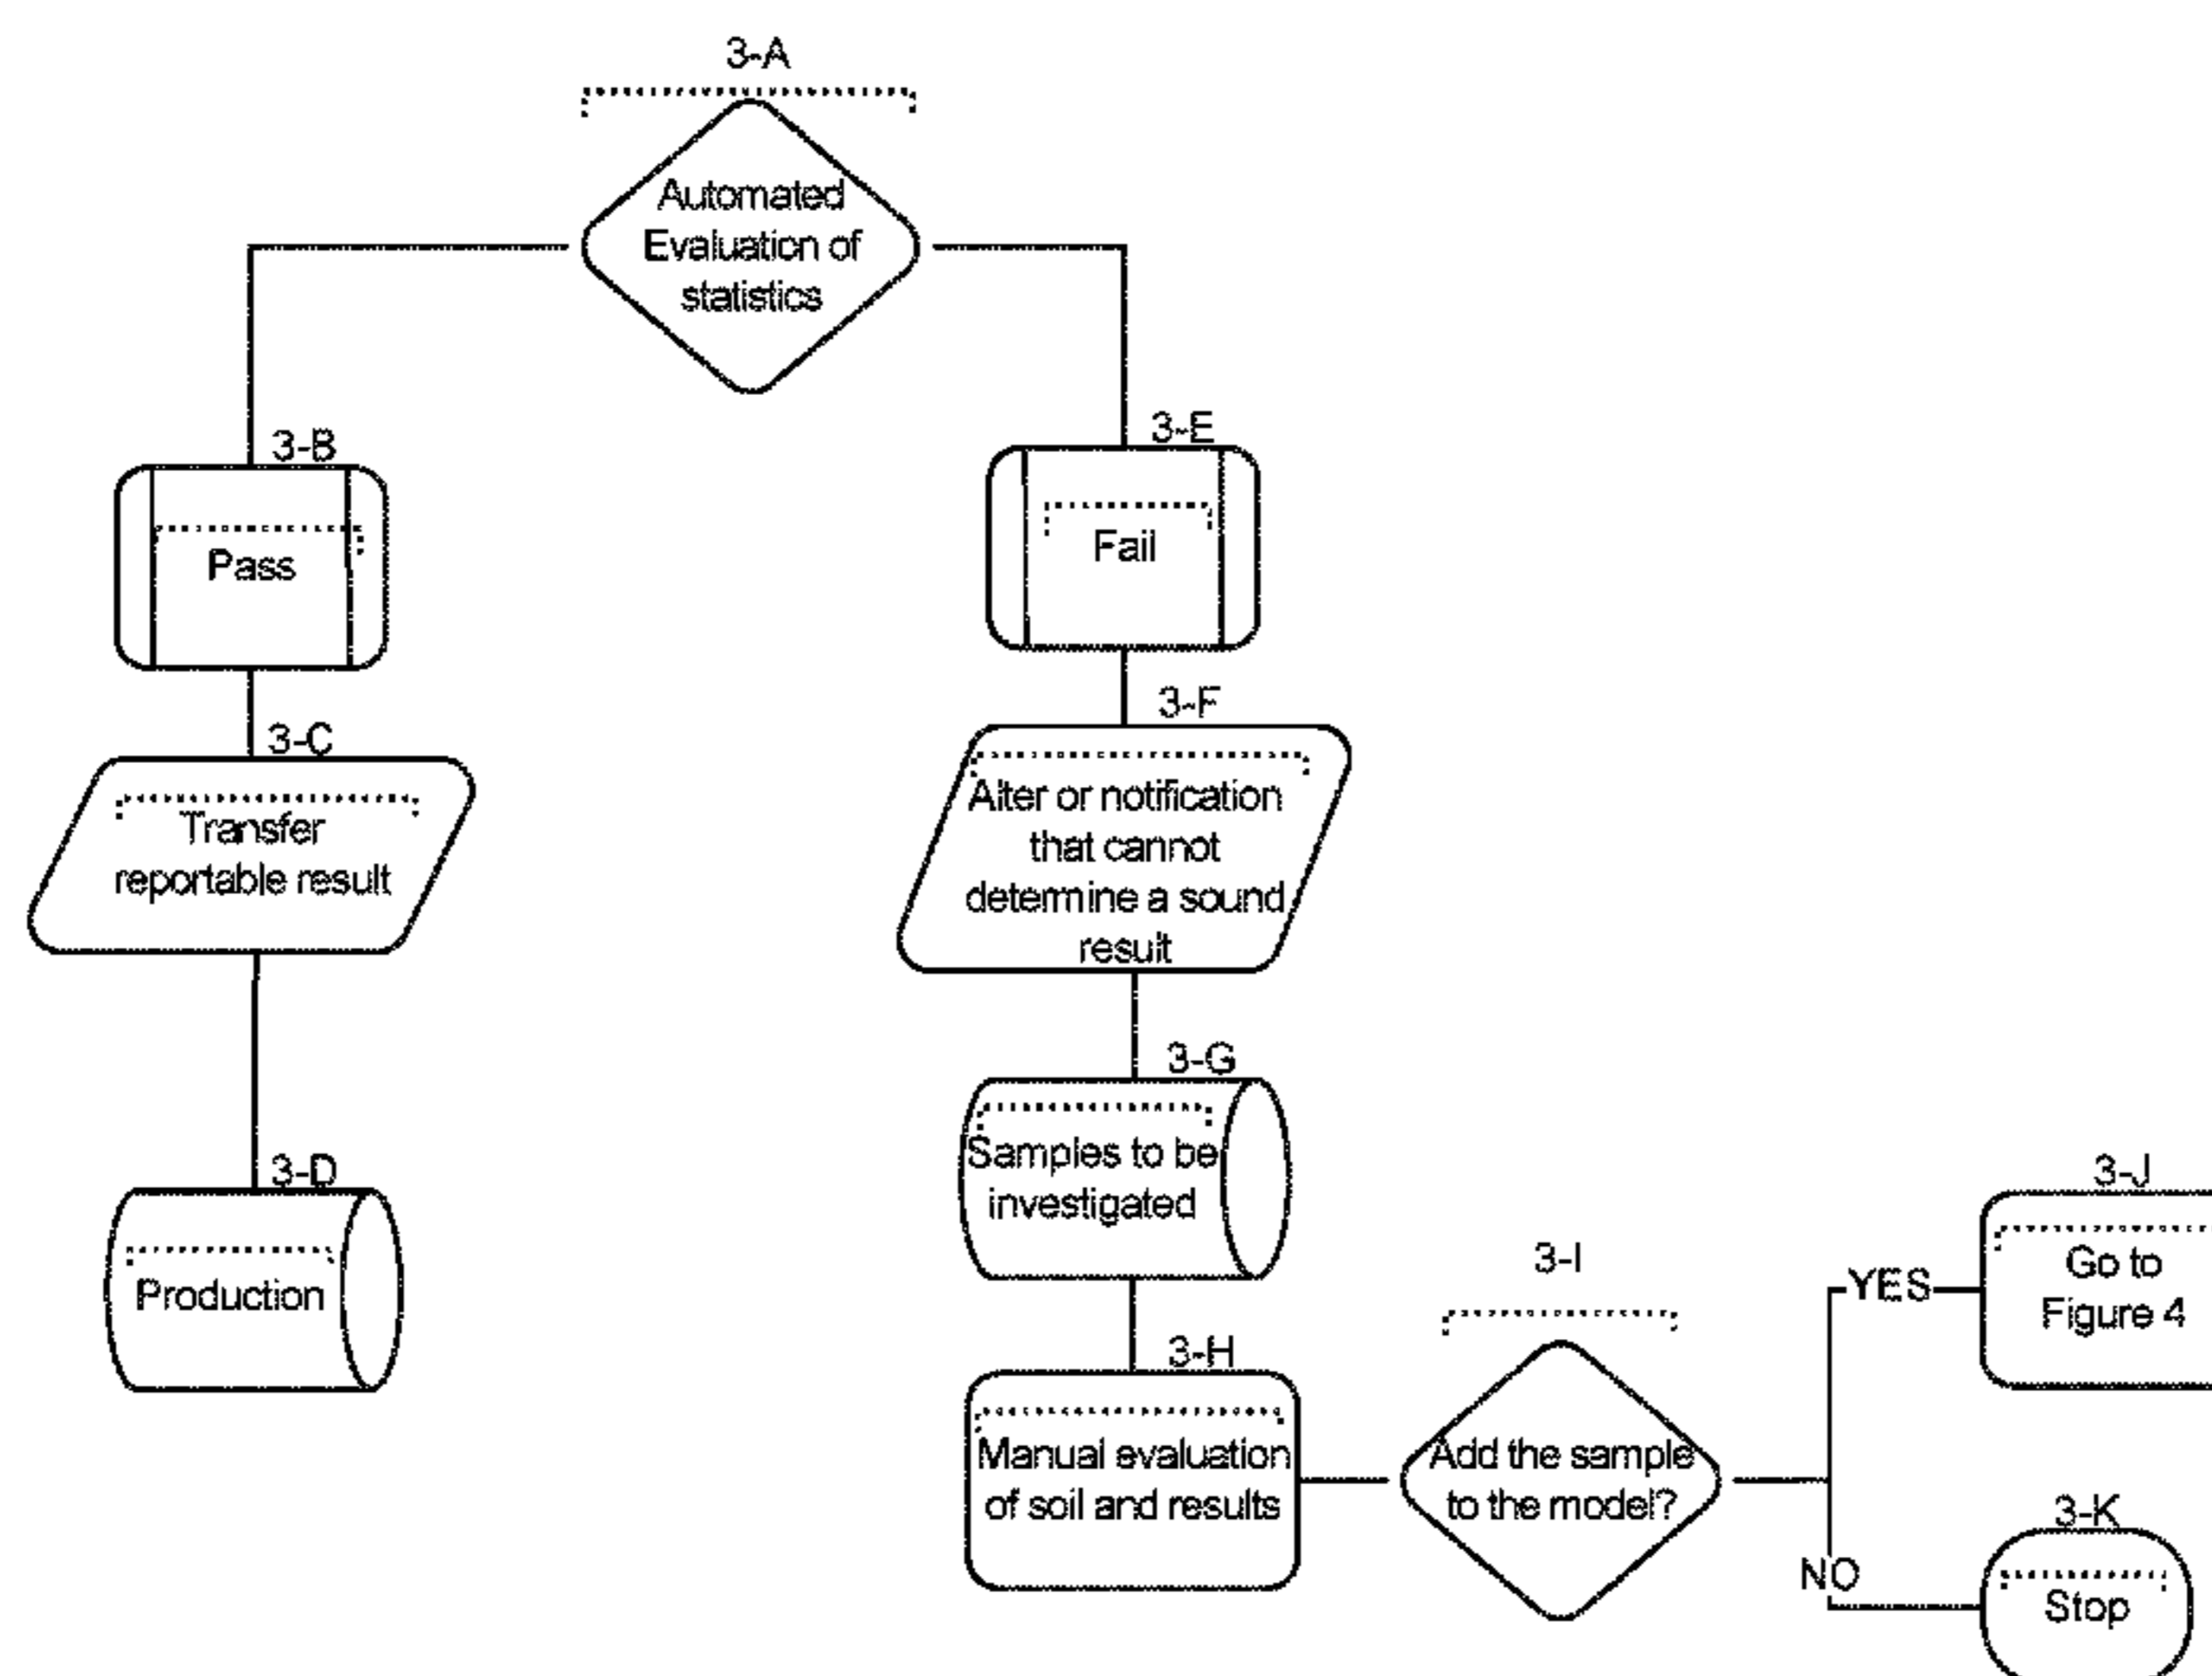 3-A
Automated
Evaluation of
statistics
3-B
Pass
3-C
Transfer
reportable result
3-D
Production
3-E
Fail
3-F
Alter or notification
that cannot
determine a sound
result
3-G
Samples to be
investigated
3-H
Manual evaluation
of soil and results
3-I
Add the sample
to the model?
YES
3-J
Go to
Figure 4
NO
3-K
Stop